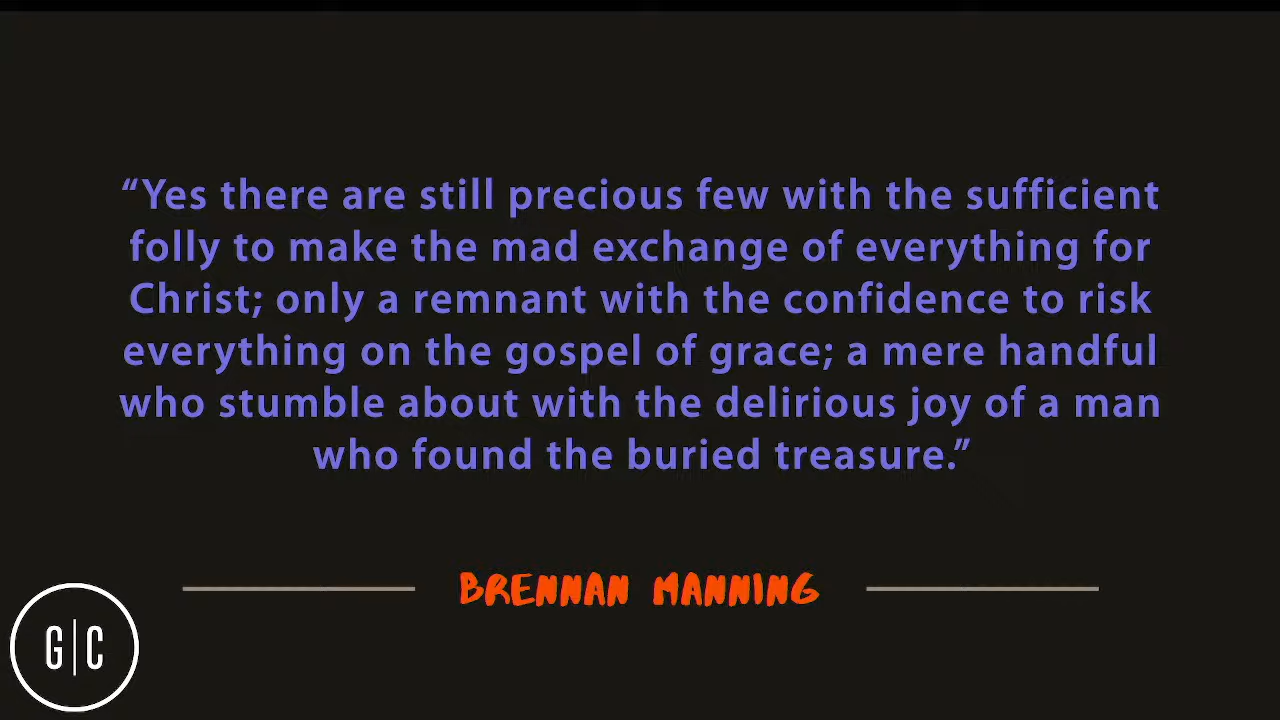 “Yes there are still precious few with the sufficient
folly to make the mad exchange of everything for
Christ; only a remnant with the confidence to risk
everything on the gospel of grace; a mere handful
who stumble about with the delirious joy of a man
who found the buried treasure.”
BRENNAN MANNING
G|C